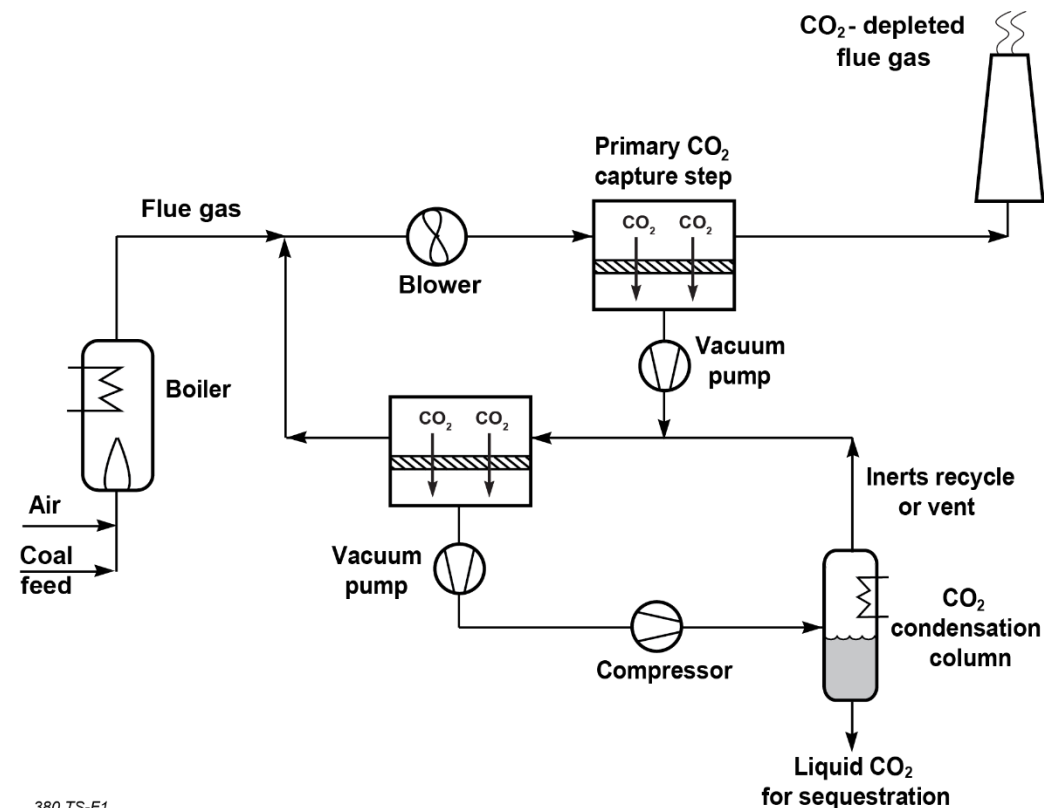 CO₂- depleted
flue gas
Primary CO₂
capture step
CO₂ CO₂
Flue gas
Blower
Vacuum
pump
Boiler
CO₂ CO₂
Inerts recycle
or vent
Air
Coal
feed
Vacuum
pump
CO₂
condensation
column
Compressor
Liquid CO₂
for sequestration
380 TS-F1